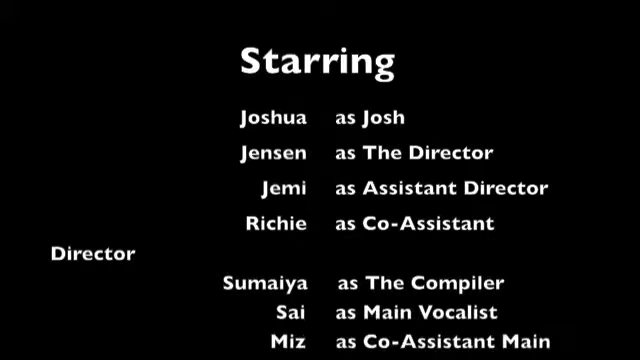 Starring
Joshua as Josh
Jensen as The Director
Jemi as Assistant Director
Richie as Co-Assistant
Director
Sumaiya as The Compiler
Sai as Main Vocalist
Miz as Co-Assistant Main